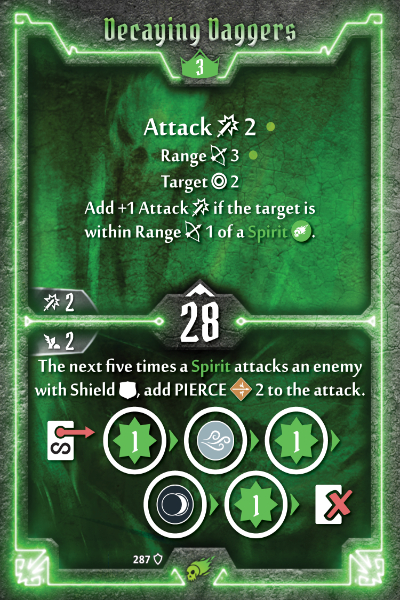 Decaying Daggers
3
Attack 2
Range 3
Target 2
Add +1 Attack if the target is
within Range 1 of a Spirit.
2
28
2
The next five times a Spirit attacks an enemy
with Shield, add PIERCE 2 to the attack.
S 1 1
1
287